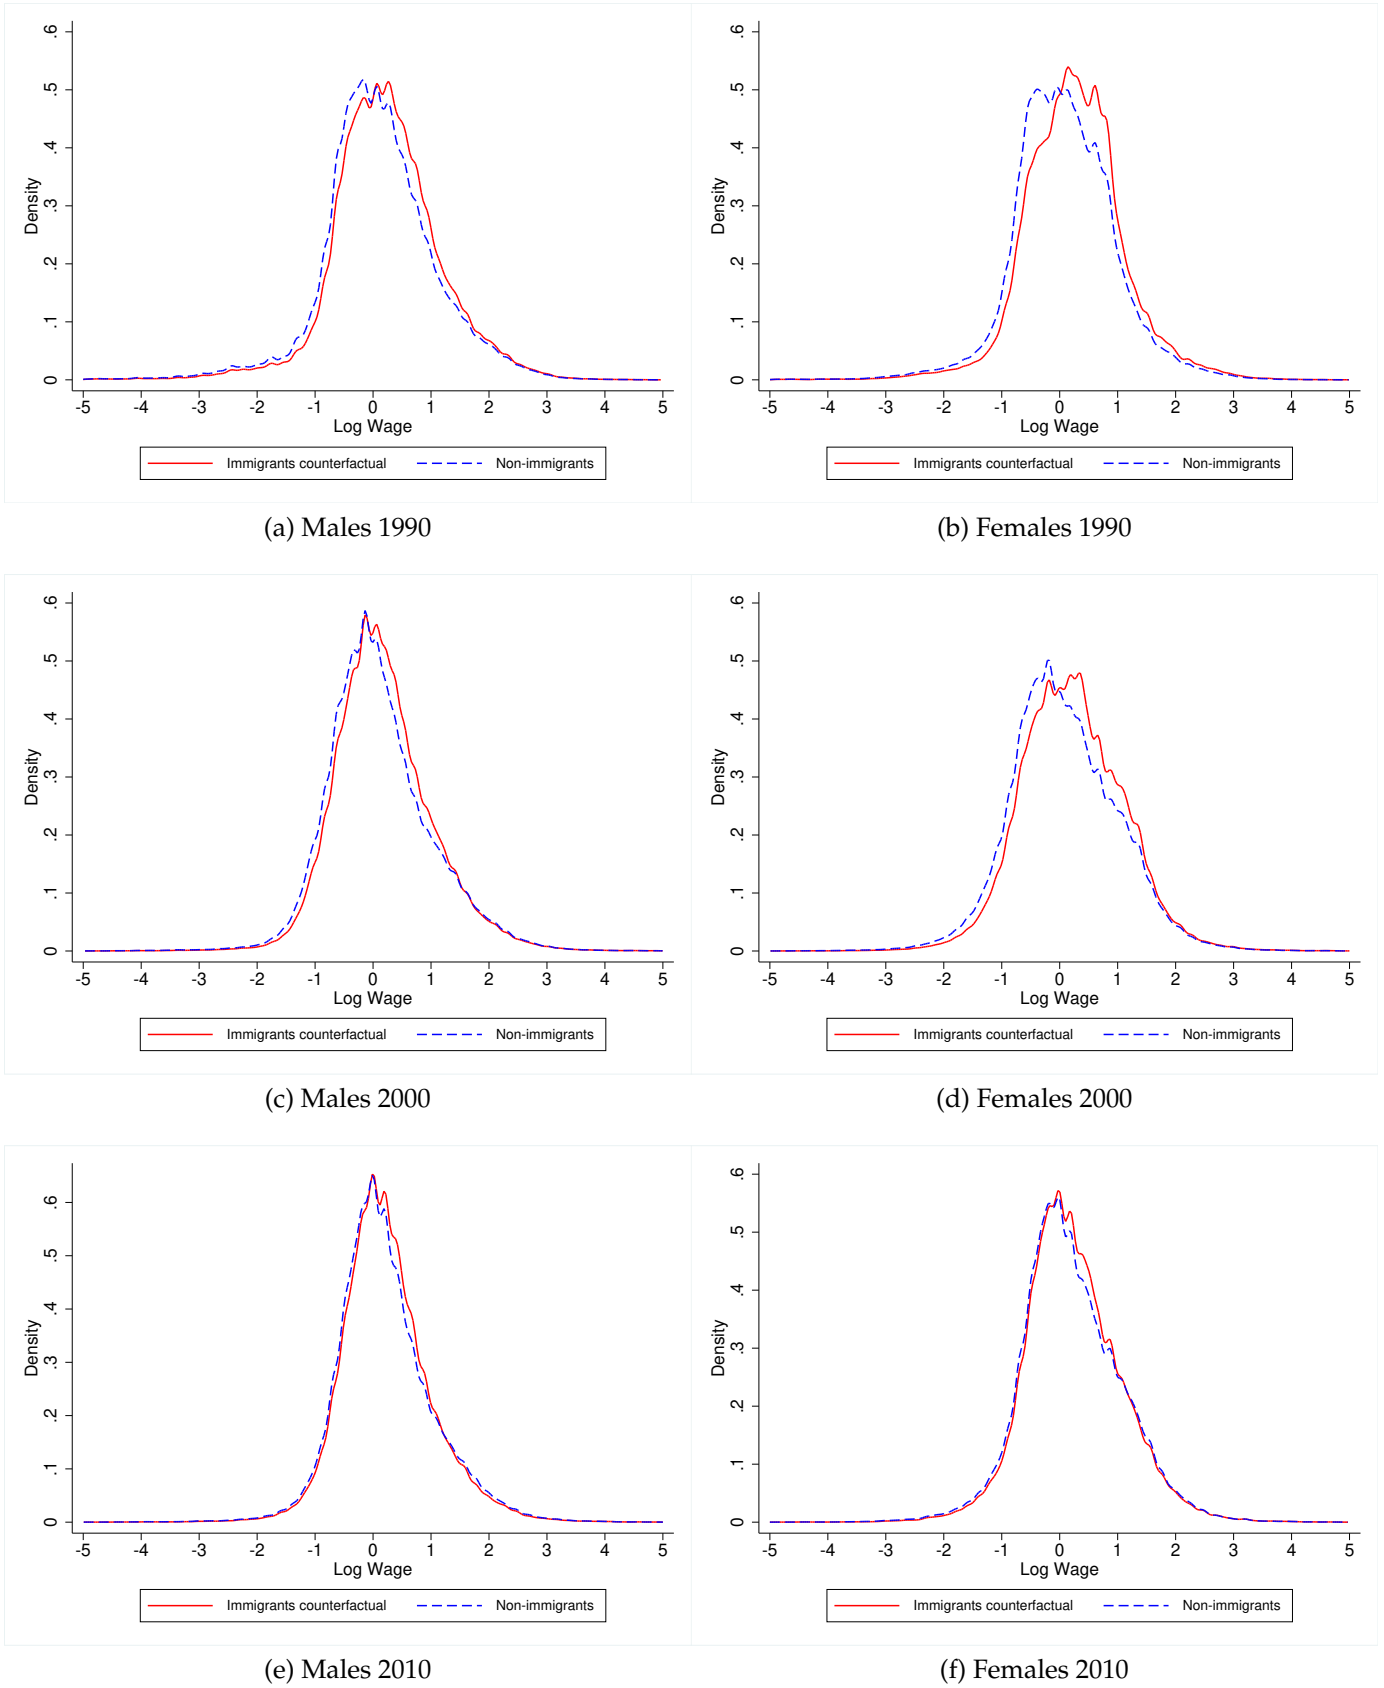 .6
.5
.4
.3
.2
.1
0
Density
-5 -4 -3 -2 -1 0 1 2 3 4 5
Log Wage
Immigrants counterfactual Non-immigrants
(a) Males 1990
.6
.5
.4
.3
.2
.1
0
Density
-5 -4 -3 -2 -1 0 1 2 3 4 5
Log Wage
Immigrants counterfactual Non-immigrants
(b) Females 1990
.6
.5
.4
.3
.2
.1
0
Density
-5 -4 -3 -2 -1 0 1 2 3 4 5
Log Wage
Immigrants counterfactual Non-immigrants
(c) Males 2000
.6
.5
.4
.3
.2
.1
0
Density
-5 -4 -3 -2 -1 0 1 2 3 4 5
Log Wage
Immigrants counterfactual Non-immigrants
(d) Females 2000
.6
.5
.4
.3
.2
.1
0
Density
-5 -4 -3 -2 -1 0 1 2 3 4 5
Log Wage
Immigrants counterfactual Non-immigrants
(e) Males 2010
.6
.5
.4
.3
.2
.1
0
Density
-5 -4 -3 -2 -1 0 1 2 3 4 5
Log Wage
Immigrants counterfactual Non-immigrants
(f) Females 2010